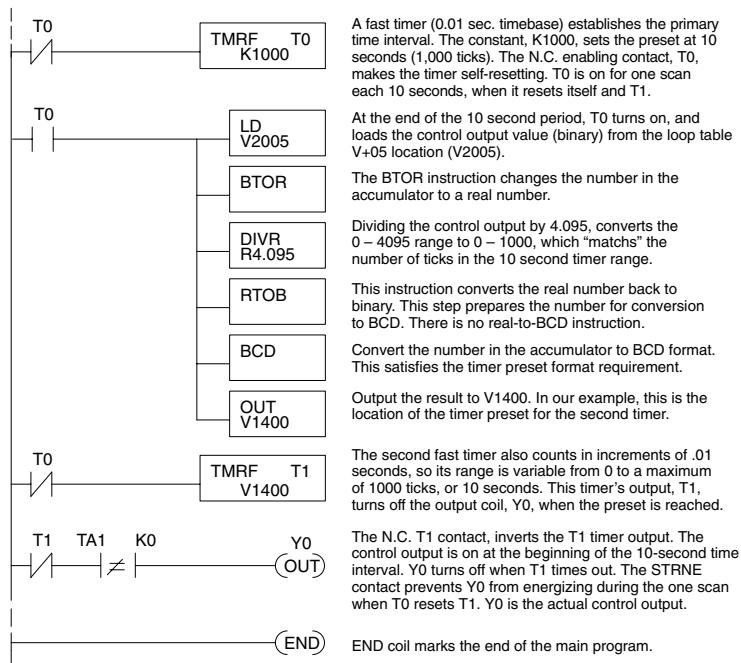 T0
TMRF T0
K1000
A fast timer (0.01 sec. timebase) establishes the primary
time interval. The constant, K1000, sets the preset at 10
seconds (1,000 ticks). The N.C. enabling contact, T0,
makes the timer self-resetting. T0 is on for one scan
each 10 seconds, when it resets itself and T1.
T0
LD
V2005
At the end of the 10 second period, T0 turns on, and
loads the control output value (binary) from the loop table
V+05 location (V2005).
BTOR
The BTOR instruction changes the number in the
accumulator to a real number.
DIVR
R4.095
Dividing the control output by 4.095, converts the
0 – 4095 range to 0 – 1000, which “matchs” the
number of ticks in the 10 second timer range.
RTOB
This instruction converts the real number back to
binary. This step prepares the number for conversion
to BCD. There is no real-to-BCD instruction.
BCD
Convert the number in the accumulator to BCD format.
This satisfies the timer preset format requirement.
OUT
V1400
Output the result to V1400. In our example, this is the
location of the timer preset for the second timer.
T0
TMRF T1
V1400
The second fast timer also counts in increments of .01
seconds, so its range is variable from 0 to a maximum
of 1000 ticks, or 10 seconds. This timer’s output, T1,
turns off the output coil, Y0, when the preset is reached.
T1 TA1 K0 Y0
≠ OUT
The N.C. T1 contact, inverts the T1 timer output. The
control output is on at the beginning of the 10-second time
interval. Y0 turns off when T1 times out. The STRNE
contact prevents Y0 from energizing during the one scan
when T0 resets T1. Y0 is the actual control output.
END
END coil marks the end of the main program.